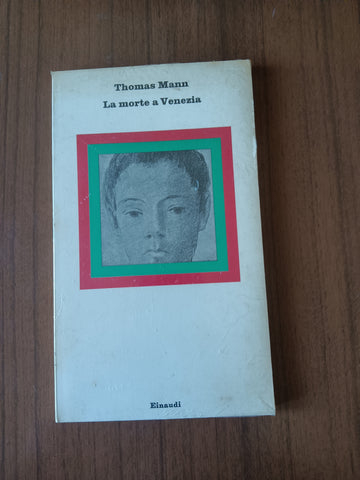 Thomas Mann
La morte a Venezia
Einaudi